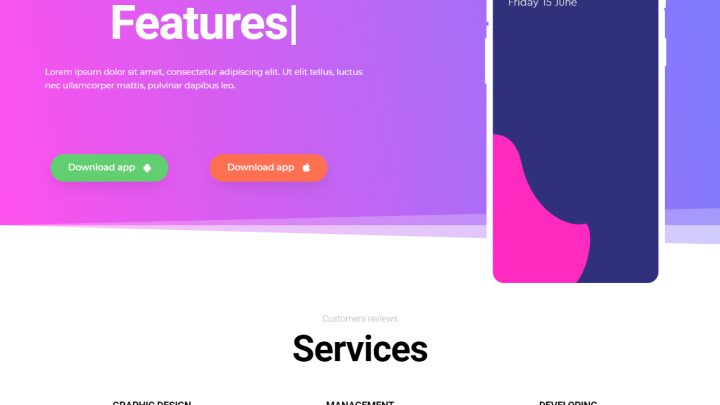 Features
Friday 15 June
Lorem ipsum dolor sit amet, consectetur adipiscing elit. Ut elit tellus, luctus
nec ullamcorper mattis, pulvinar dapibus leo.
Download app
Download app
Customers reviews
Services
GRAPHIC DESIGN
MANAGEMENT
DEVELOPING